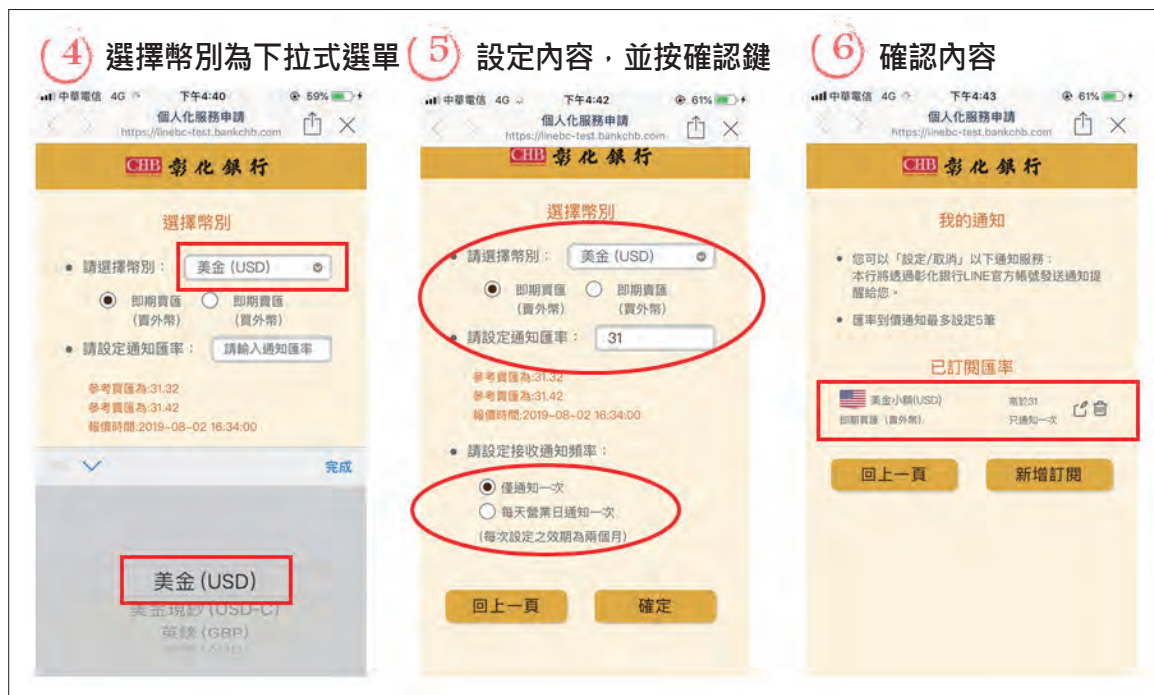 4 選擇幣別為下拉式選單
中華電信 4G 下午4:40 59%
個人化服務申請
https://linebc-test.bankchb.com
CHB 彰化銀行
選擇幣別
• 請選擇幣別： 美金 (USD)
即期買匯 即期賣匯
(賣外幣) (買外幣)
• 請設定通知匯率： 請輸入通知匯率
參考買匯為:31.32
參考賣匯為:31.42
報價時間:2019-08-02 16:34:00
完成
美金 (USD)
美金現鈔 (USD-C)
英鎊 (GBP)
5 設定內容，並按確認鍵
中華電信 4G 下午4:42 61%
個人化服務申請
https://linebc-test.bankchb.com
CHB 彰化銀行
選擇幣別
• 請選擇幣別： 美金 (USD)
即期買匯 即期賣匯
(賣外幣) (買外幣)
• 請設定通知匯率： 31
參考買匯為:31.32
參考賣匯為:31.42
報價時間:2019-08-02 16:34:00
• 請設定接收通知頻率：
僅通知一次
每天營業日通知一次
(每次設定之效期為兩個月)
回上一頁 確定
6 確認內容
中華電信 4G 下午4:43 61%
個人化服務申請
https://linebc-test.bankchb.com
CHB 彰化銀行
我的通知
• 您可以「設定/取消」以下通知服務：
本行將透過彰化銀行LINE官方帳號發送通知提
醒給您。
• 匯率到價通知最多設定5筆
已訂閱匯率
美金小額(USD) 高於31
即期買匯 (賣外幣) 只通知一次
回上一頁 新增訂閱